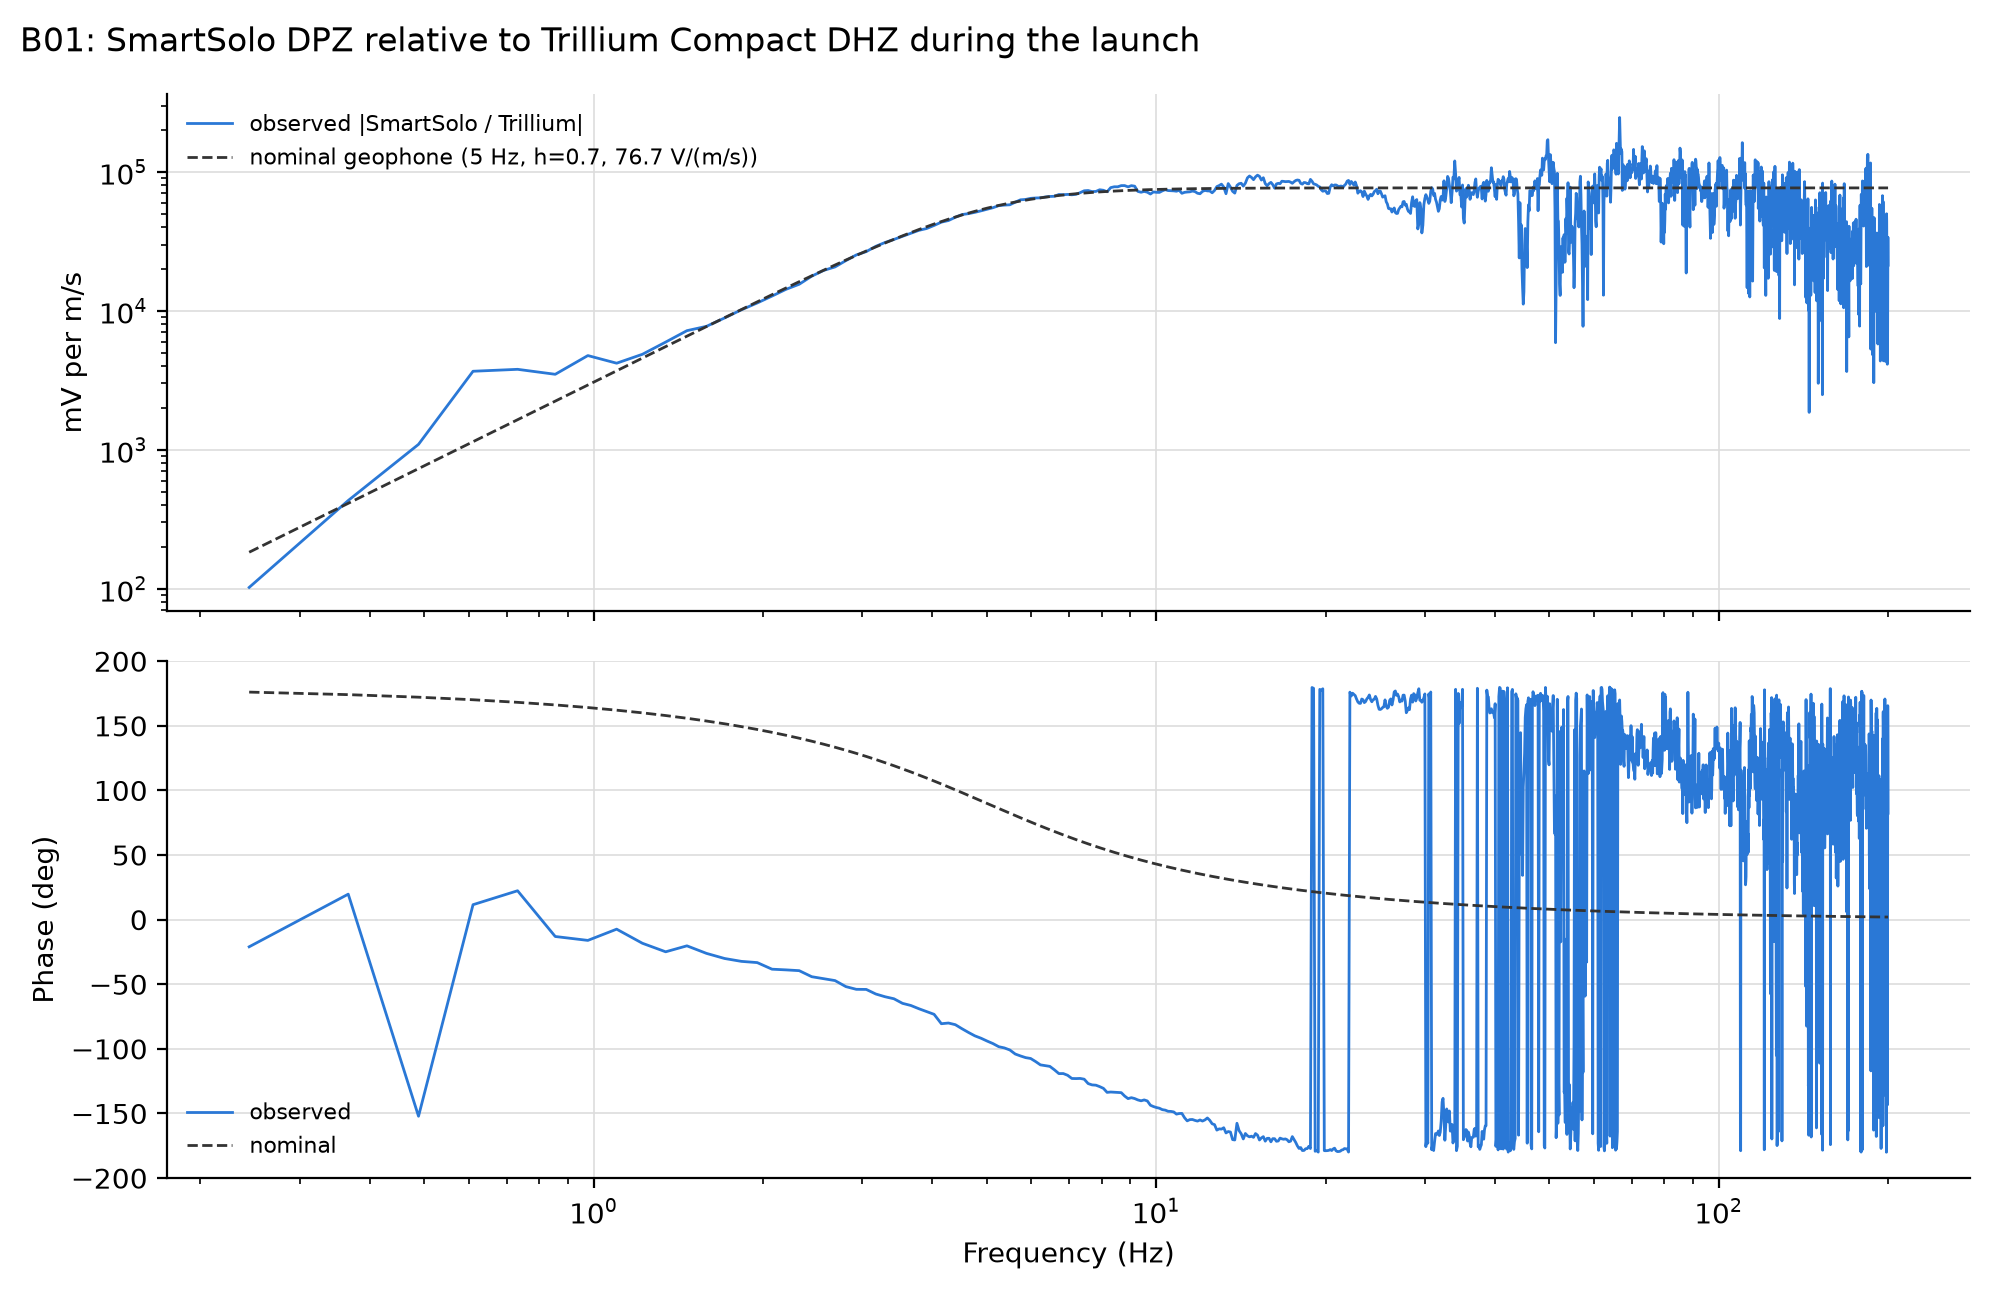 B01: SmartSolo DPZ relative to Trillium Compact DHZ during the launch
observed |SmartSolo / Trillium|
nominal geophone (5 Hz, h=0.7, 76.7 V/(m/s))
mV per m/s
10⁵
10⁴
10³
10²
Phase (deg)
200
150
100
50
0
−50
−100
−150
−200
observed
nominal
10⁰
10¹
10²
Frequency (Hz)